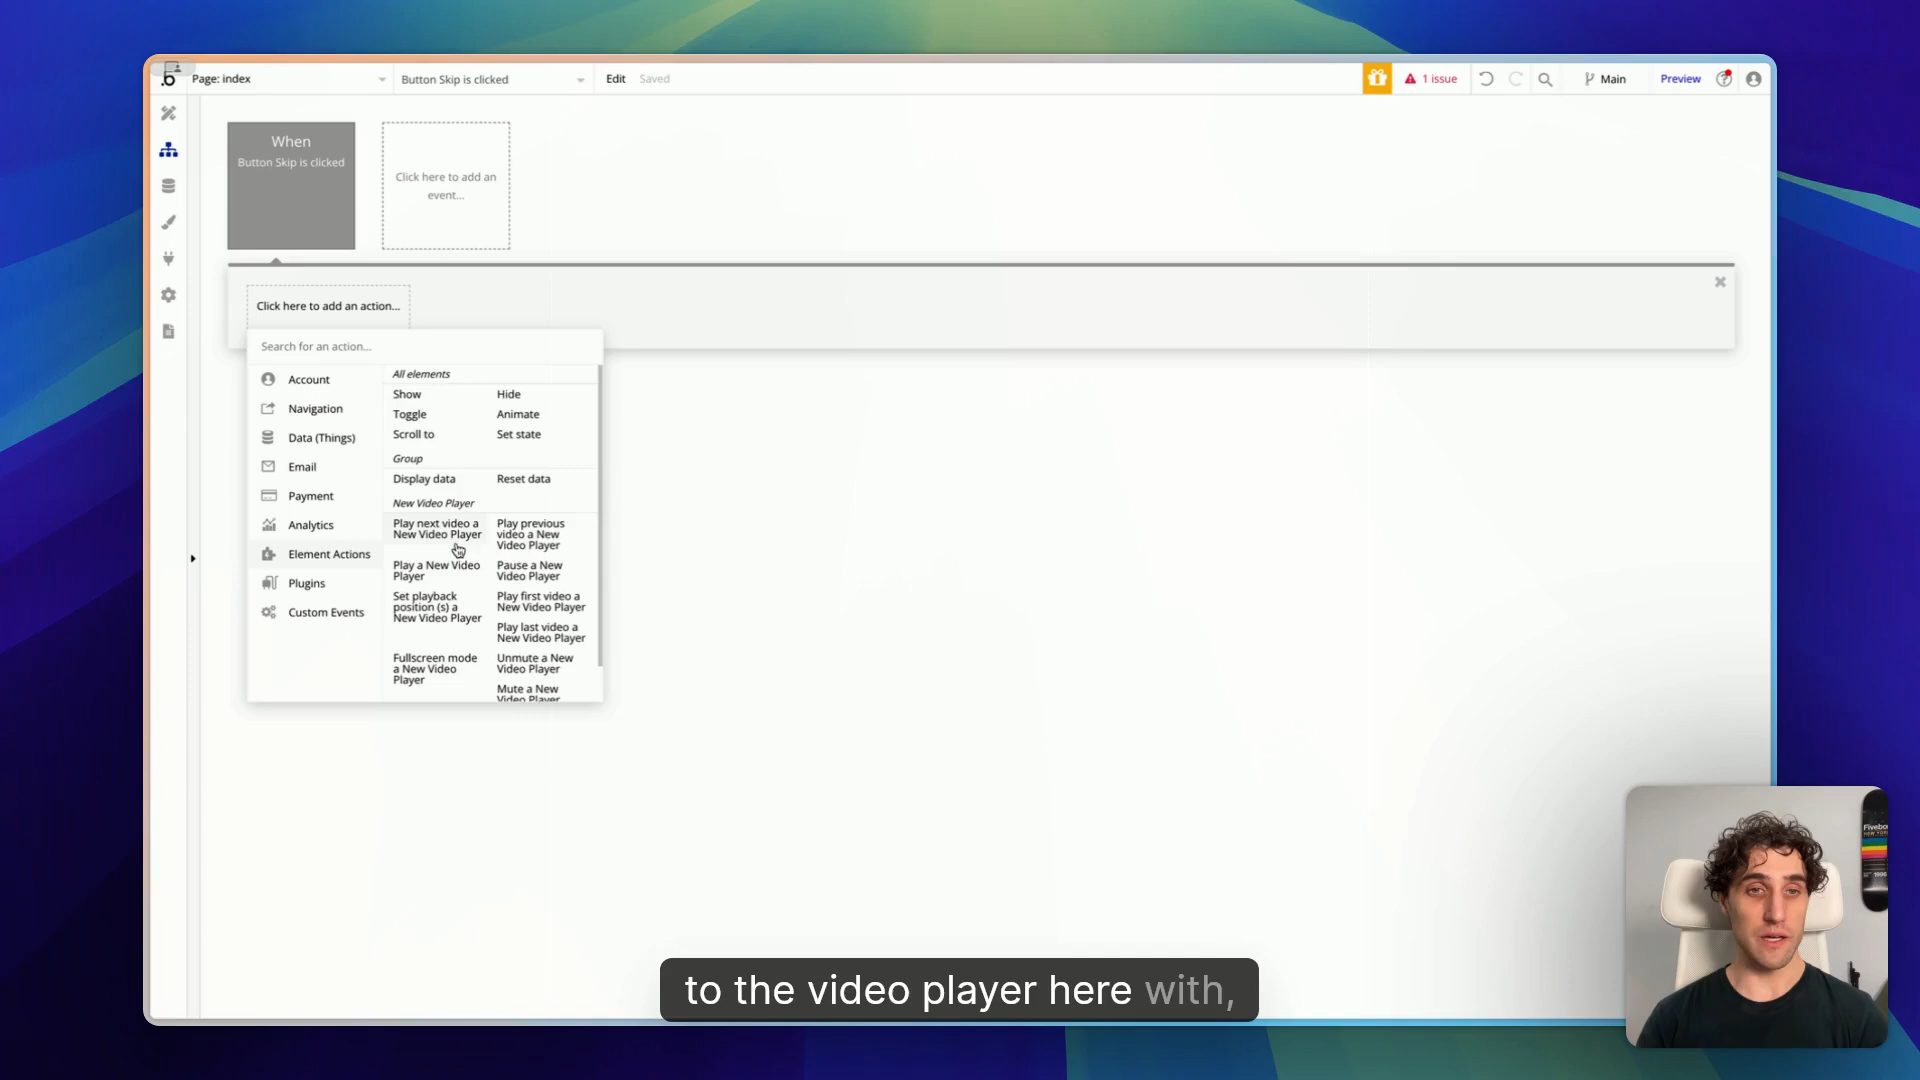 Page: index
Button Skip is clicked
Edit
Saved
1 issue
Main
Preview
When
Button Skip is clicked
Click here to add an
event...
Click here to add an action...
Search for an action...
Account
Navigation
Data (Things)
Email
Payment
Analytics
Element Actions
Plugins
Custom Events
All elements
Show
Hide
Toggle
Animate
Scroll to
Set state
Group
Display data
Reset data
New Video Player
Play next video a
New Video Player
Play previous
video a New
Video Player
Play a New Video
Player
Pause a New
Video Player
Set playback
position (s) a
New Video Player
Play first video a
New Video Player
Play last video a
New Video Player
Fullscreen mode
a New Video
Player
Unmute a New
Video Player
Mute a New
Video Player
to the video player here with,